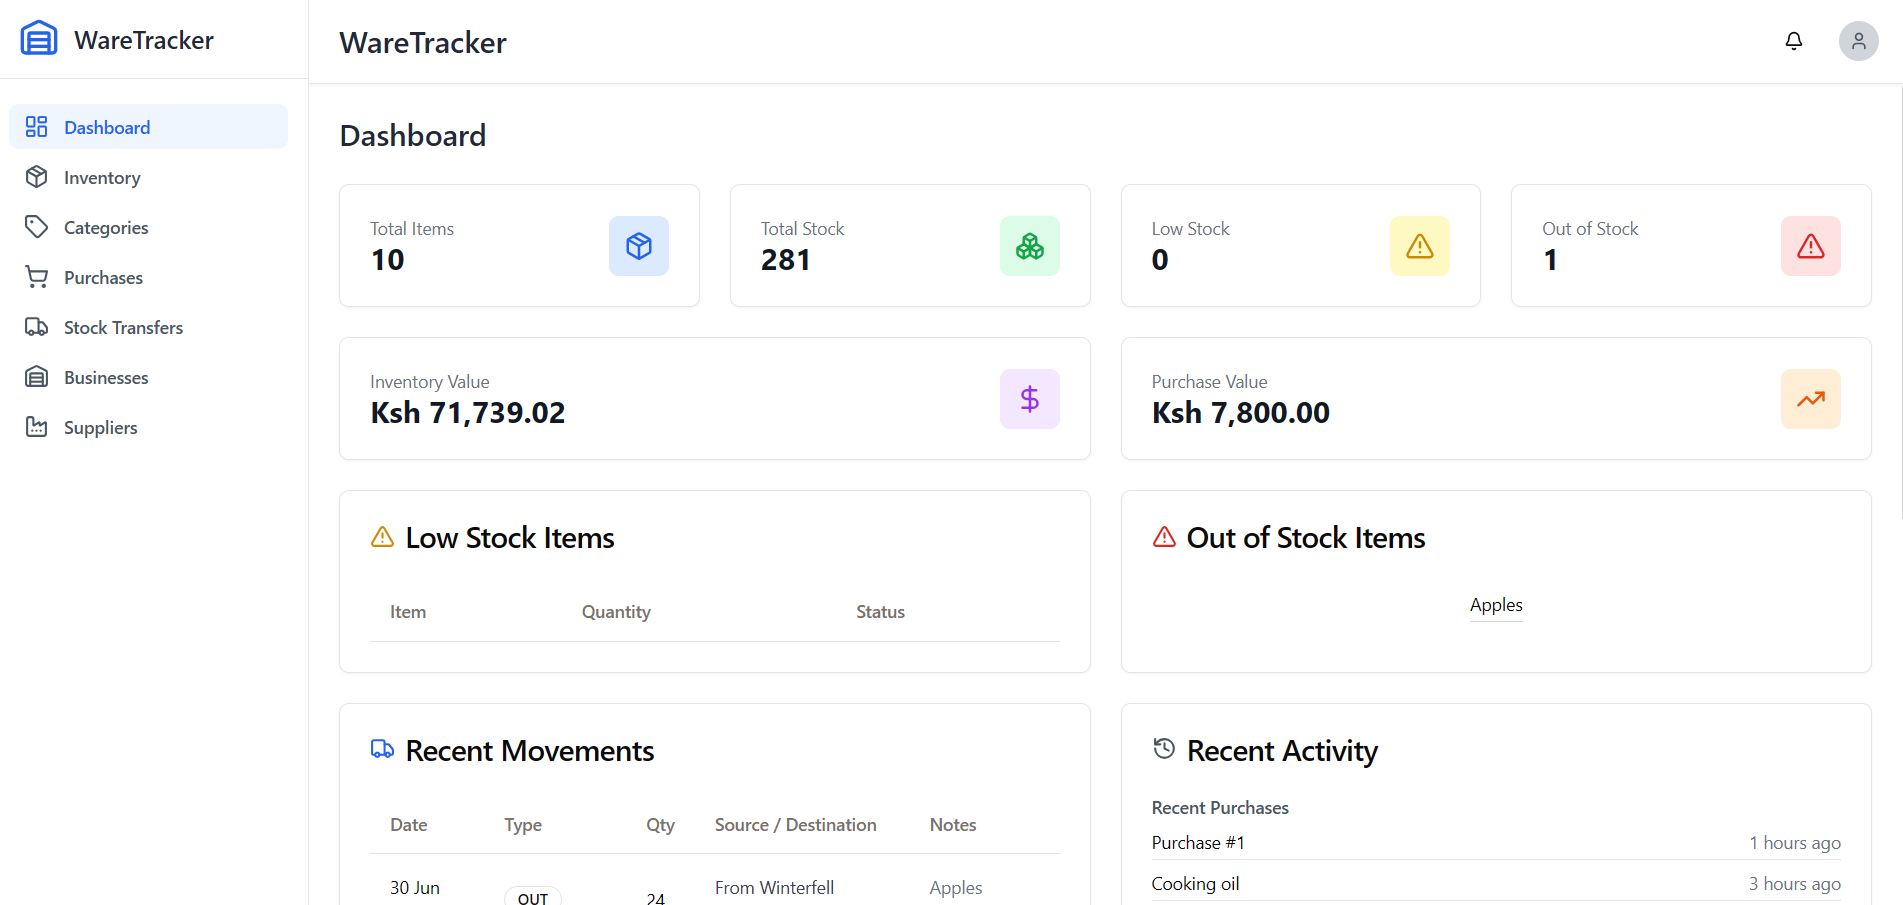 WareTracker
WareTracker
Dashboard
Inventory
Categories
Purchases
Stock Transfers
Businesses
Suppliers
Dashboard
Total Items
10
Total Stock
281
Low Stock
0
Out of Stock
1
Inventory Value
Ksh 71,739.02
Purchase Value
Ksh 7,800.00
Low Stock Items
Item Quantity Status
Out of Stock Items
Apples
Recent Movements
Date Type Qty Source / Destination Notes
30 Jun OUT 24 From Winterfell Apples
Recent Activity
Recent Purchases
Purchase #1 1 hours ago
Cooking oil 3 hours ago